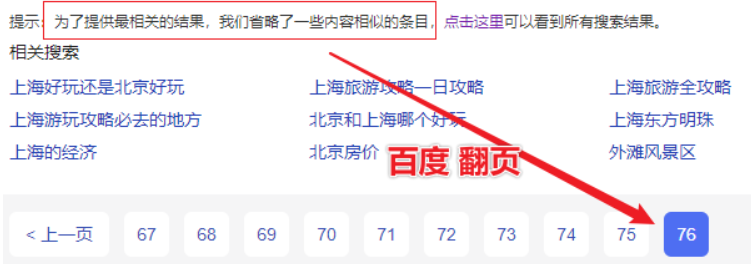 提示：为了提供最相关的结果，我们省略了一些内容相似的条目，点击这里可以看到所有搜索结果。
相关搜索
上海好玩还是北京好玩 上海旅游攻略一日攻略 上海旅游全攻略
上海游玩攻略必去的地方 北京和上海哪个好玩 上海东方明珠
上海的经济 北京房价 外滩风景区
百度 翻页
< 上一页 67 68 69 70 71 72 73 74 75 76